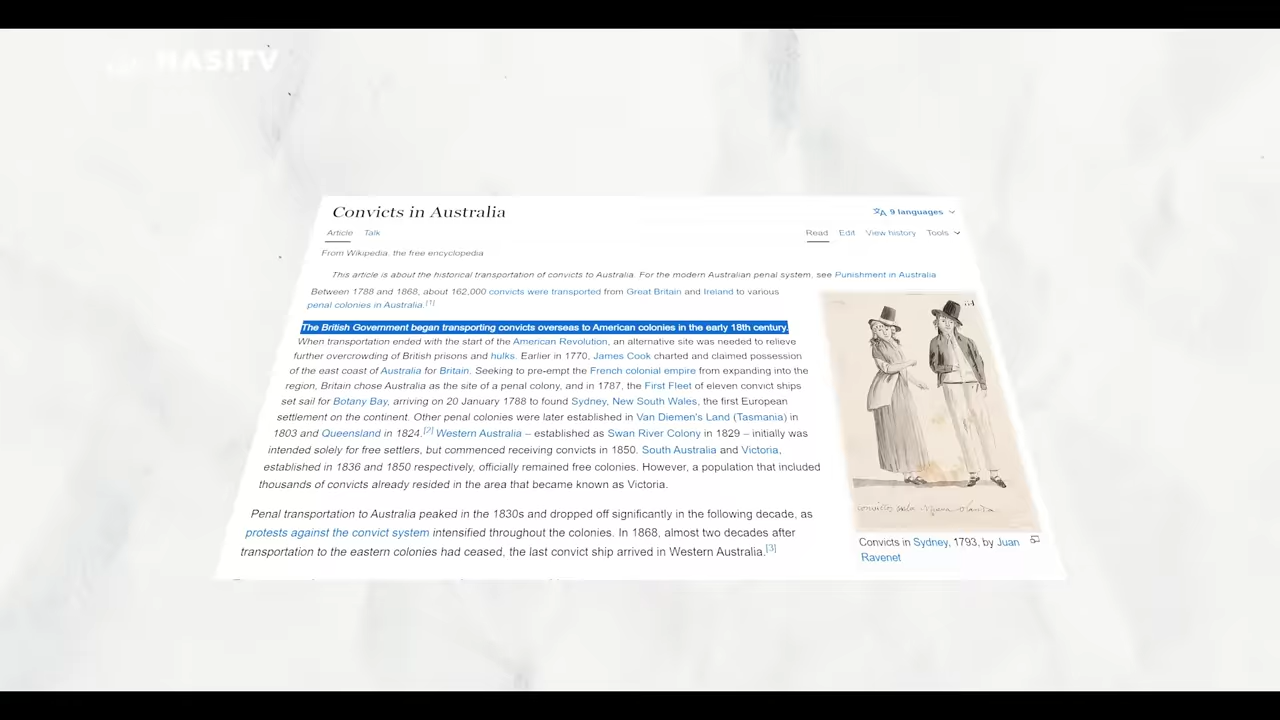 NASITV
Convicts in Australia
9 languages
Article Talk
Read Edit View history Tools
From Wikipedia, the free encyclopedia
This article is about the historical transportation of convicts to Australia. For the modern Australian penal system, see Punishment in Australia
Between 1788 and 1868, about 162,000 convicts were transported from Great Britain and Ireland to various
penal colonies in Australia.[1]
The British Government began transporting convicts overseas to American colonies in the early 18th century.
When transportation ended with the start of the American Revolution, an alternative site was needed to relieve
further overcrowding of British prisons and hulks. Earlier in 1770, James Cook charted and claimed possession
of the east coast of Australia for Britain. Seeking to pre-empt the French colonial empire from expanding into the
region, Britain chose Australia as the site of a penal colony, and in 1787, the First Fleet of eleven convict ships
set sail for Botany Bay, arriving on 20 January 1788 to found Sydney, New South Wales, the first European
settlement on the continent. Other penal colonies were later established in Van Diemen's Land (Tasmania) in
1803 and Queensland in 1824.[2] Western Australia – established as Swan River Colony in 1829 – initially was
intended solely for free settlers, but commenced receiving convicts in 1850. South Australia and Victoria,
established in 1836 and 1850 respectively, officially remained free colonies. However, a population that included
thousands of convicts already resided in the area that became known as Victoria.
Penal transportation to Australia peaked in the 1830s and dropped off significantly in the following decade, as
protests against the convict system intensified throughout the colonies. In 1868, almost two decades after
transportation to the eastern colonies had ceased, the last convict ship arrived in Western Australia.[3]
Convicts in Sydney, 1793, by Juan
Ravenet